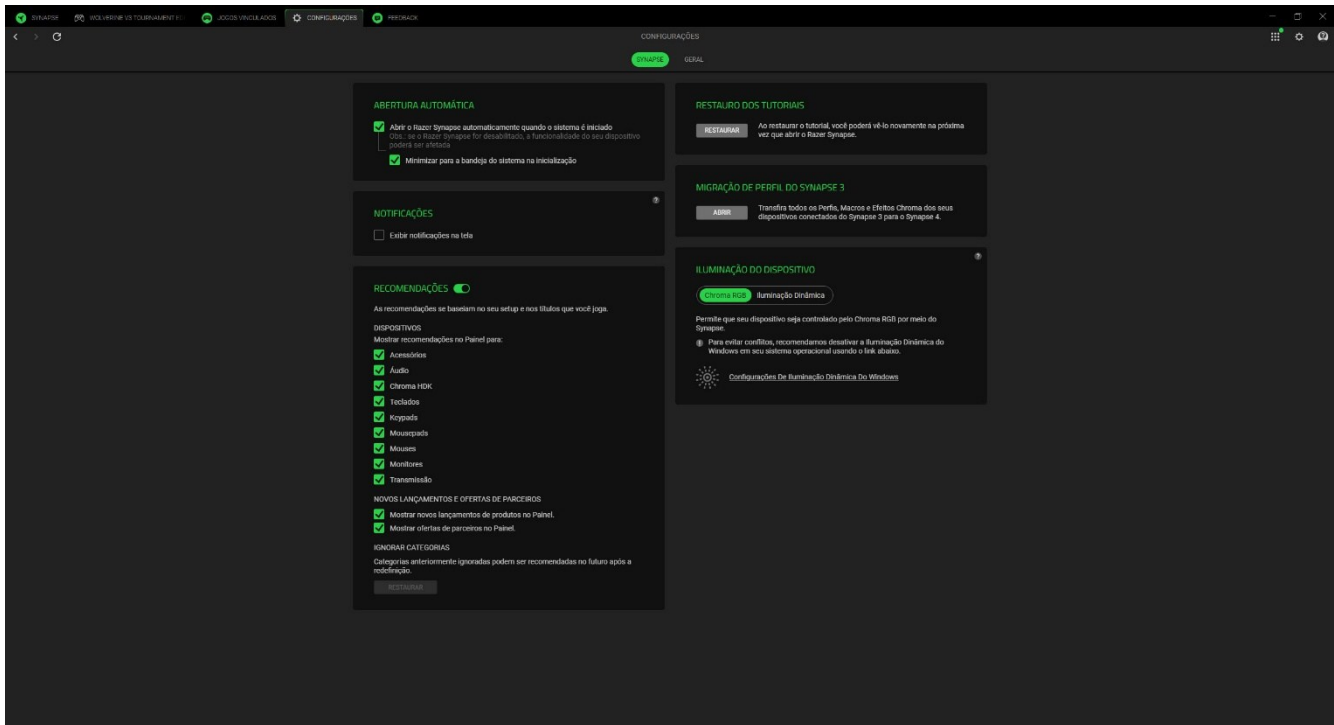 SYNAPSE
WOLVERINE V3 TOURNAMENT
JOGOS VINCULADOS
CONFIGURAÇÕES
FEEDBACK
CONFIGURAÇÕES
SYNAPSE
GERAL
ABERTURA AUTOMÁTICA
Abrir o Razer Synapse automaticamente quando o sistema é iniciado
Obs.: se o Razer Synapse for desabilitado, a funcionalidade do seu dispositivo
poderá ser afetada
Minimizar para a bandeja do sistema na inicialização
NOTIFICAÇÕES
Exibir notificações na tela
RECOMENDAÇÕES
As recomendações se baseiam no seu setup e nos títulos que você joga.
DISPOSITIVOS
Mostrar recomendações no Painel para:
Acessórios
Áudio
Chroma HDK
Teclados
Keypads
Mousepads
Mouses
Monitores
Transmissão
NOVOS LANÇAMENTOS E OFERTAS DE PARCEIROS
Mostrar novos lançamentos de produtos no Painel.
Mostrar ofertas de parceiros no Painel.
IGNORAR CATEGORIAS
Categorias anteriormente ignoradas podem ser recomendadas no futuro após a
redefinição.
RESTAURAR
RESTAURO DOS TUTORIAIS
RESTAURAR
Ao restaurar o tutorial, você poderá vê-lo novamente na próxima
vez que abrir o Razer Synapse.
MIGRAÇÃO DE PERFIL DO SYNAPSE 3
ABRIR
Transfira todos os Perfis, Macros e Efeitos Chroma dos seus
dispositivos conectados do Synapse 3 para o Synapse 4.
ILUMINAÇÃO DO DISPOSITIVO
Chroma RGB
Iluminação Dinâmica
Permite que seu dispositivo seja controlado pelo Chroma RGB por meio do
Synapse.
Para evitar conflitos, recomendamos desativar a Iluminação Dinâmica do
Windows em seu sistema operacional usando o link abaixo.
Configurações De Iluminação Dinâmica Do Windows